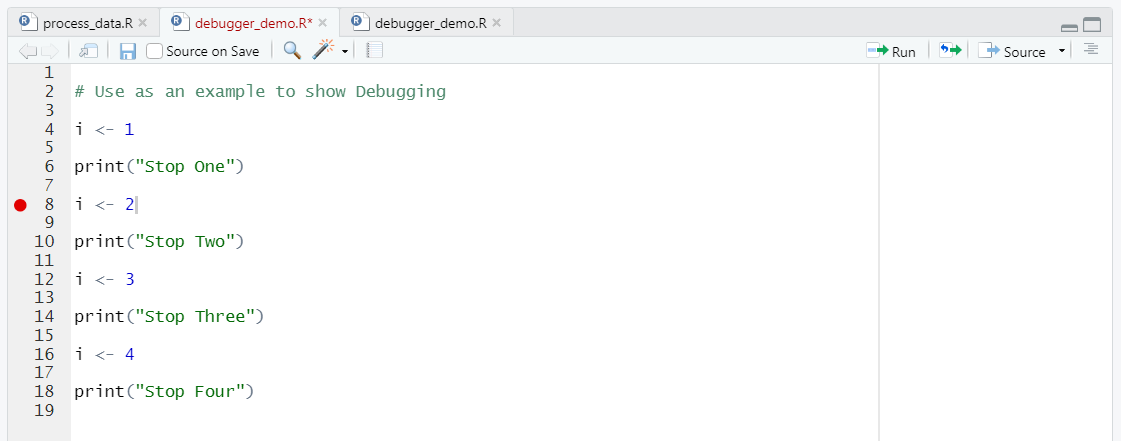 process_data.R debugger_demo.R* debugger_demo.R
Source on Save Run Source
1
2 # Use as an example to show Debugging
3
4 i <- 1
5
6 print("Stop One")
7
8 i <- 2
9
10 print("Stop Two")
11
12 i <- 3
13
14 print("Stop Three")
15
16 i <- 4
17
18 print("Stop Four")
19